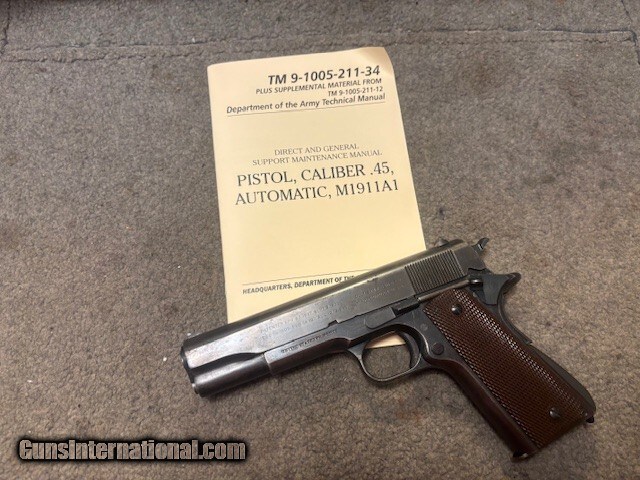 TM 9-1005-211-34
PLUS SUPPLEMENTAL MATERIAL FROM
TM 9-1005-211-12
Department of the Army Technical Manual
DIRECT AND GENERAL
SUPPORT MAINTENANCE MANUAL
PISTOL, CALIBER .45,
AUTOMATIC, M1911A1
HEADQUARTERS, DEPARTMENT OF
GunsInternational.com